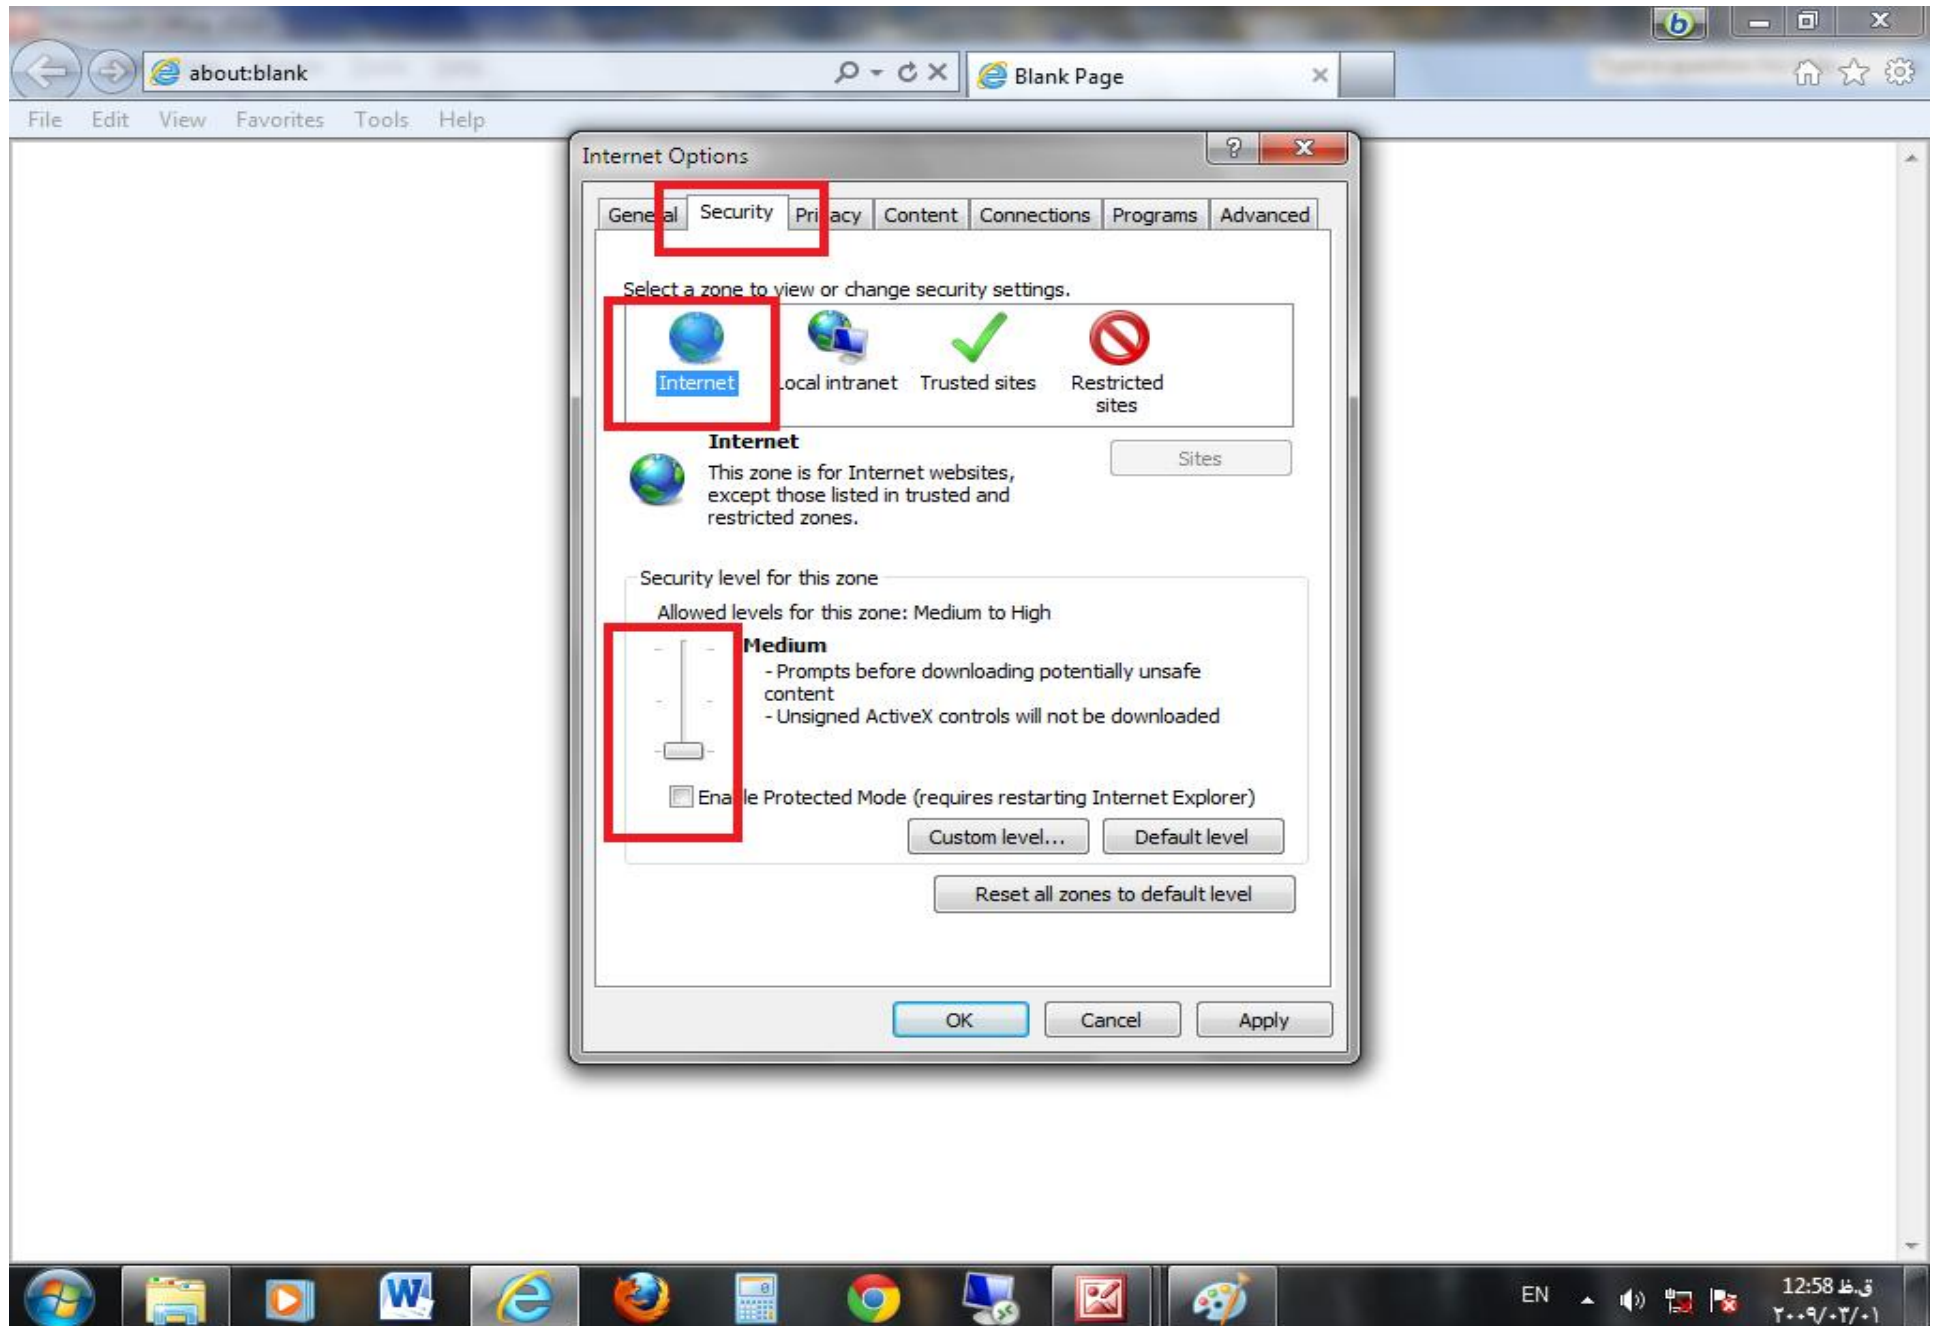 about:blank
Blank Page
File Edit View Favorites Tools Help
Internet Options
General Security Privacy Content Connections Programs Advanced
Select a zone to view or change security settings.
Internet Local intranet Trusted sites Restricted
sites
Internet
Sites
This zone is for Internet websites,
except those listed in trusted and
restricted zones.
Security level for this zone
Allowed levels for this zone: Medium to High
Medium
- Prompts before downloading potentially unsafe
content
- Unsigned ActiveX controls will not be downloaded
Enable Protected Mode (requires restarting Internet Explorer)
Custom level... Default level
Reset all zones to default level
OK Cancel Apply
EN
12:58 ق.ظ
٢٠٠٩/٠٣/٠١